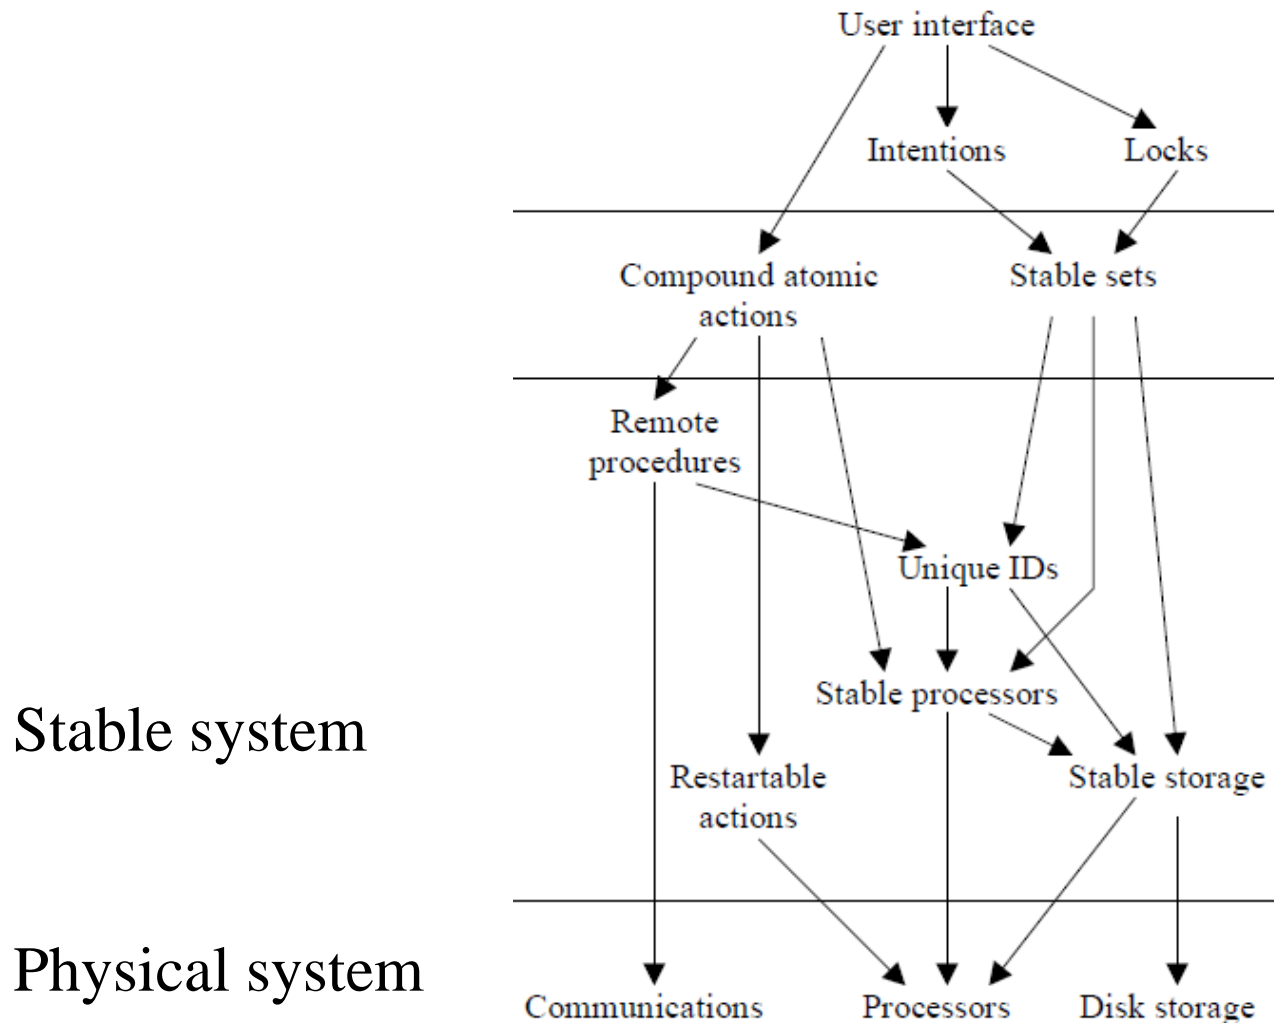 User interface
Intentions
Locks
Compound atomic
actions
Stable sets
Remote
procedures
Unique IDs
Stable processors
Stable system
Restartable
actions
Stable storage
Physical system
Communications
Processors
Disk storage